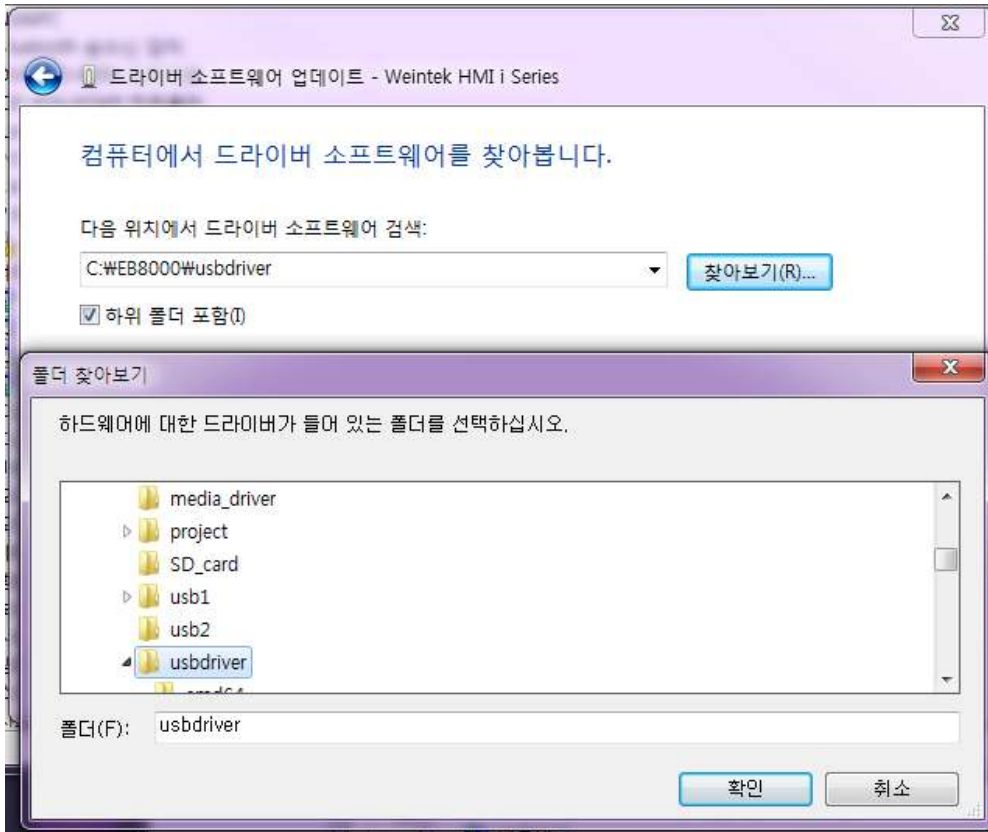 드라이버 소프트웨어 업데이트 - Weintek HMI i Series
컴퓨터에서 드라이버 소프트웨어를 찾아봅니다.
다음 위치에서 드라이버 소프트웨어 검색:
C:₩EB8000₩usbdriver
찾아보기(R)...
하위 폴더 포함(I)
폴더 찾아보기
하드웨어에 대한 드라이버가 들어 있는 폴더를 선택하십시오.
media_driver
project
SD_card
usb1
usb2
usbdriver
폴더(F):
usbdriver
확인
취소